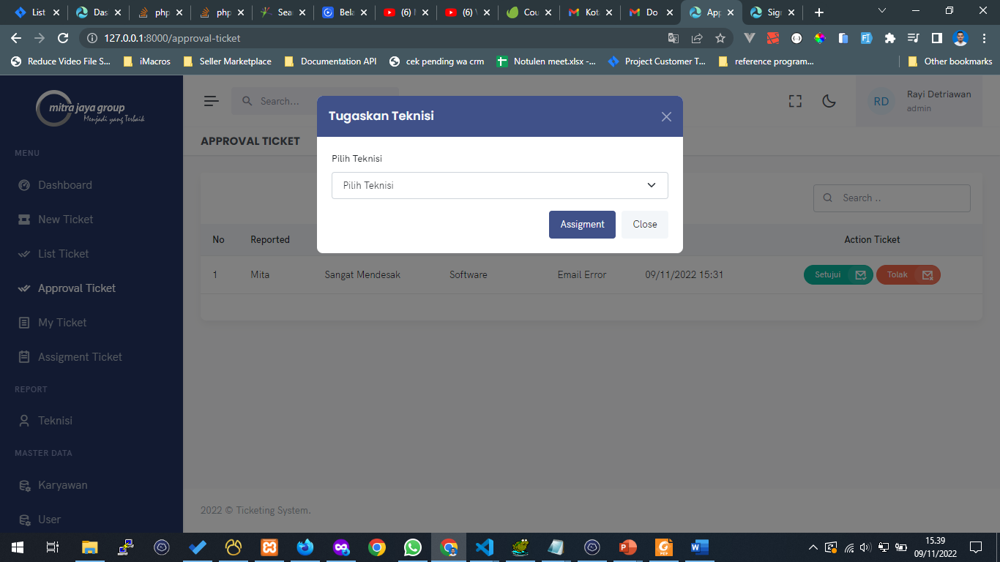 List
Das
php
php
Sea
Bela
(6)
(6)
Cou
Kota
Do
App
Sign
127.0.0.1:8000/approval-ticket
Reduce Video File S...
iMacros
Seller Marketplace
Documentation API
cek pending wa crm
Notulen meet.xlsx -...
Project Customer T...
reference program...
Other bookmarks
mitra jaya group
Menjadi yang Terbaik
Search...
RD
Rayi Detriawan
admin
APPROVAL TICKET
MENU
Dashboard
New Ticket
List Ticket
Approval Ticket
My Ticket
Assigment Ticket
REPORT
Teknisi
MASTER DATA
Karyawan
User
Tugaskan Teknisi
Pilih Teknisi
Pilih Teknisi
Assigment
Close
Search ..
No Reported Action Ticket
1 Mita Sangat Mendesak Software Email Error 09/11/2022 15:31 Setujui Tolak
2022 © Ticketing System.
15.39
09/11/2022